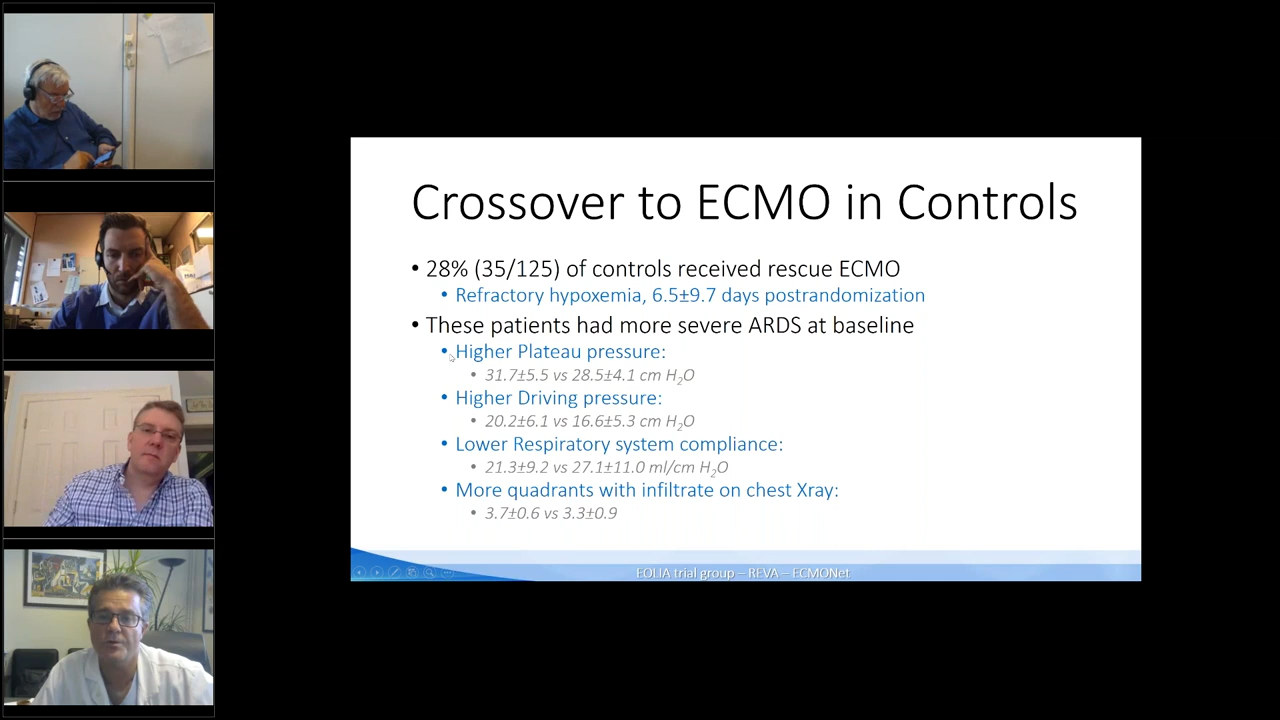 Crossover to ECMO in Controls
• 28% (35/125) of controls received rescue ECMO
• Refractory hypoxemia, 6.5±9.7 days postrandomization
• These patients had more severe ARDS at baseline
• Higher Plateau pressure:
• 31.7±5.5 vs 28.5±4.1 cm H₂O
• Higher Driving pressure:
• 20.2±6.1 vs 16.6±5.3 cm H₂O
• Lower Respiratory system compliance:
• 21.3±9.2 vs 27.1±11.0 ml/cm H₂O
• More quadrants with infiltrate on chest Xray:
• 3.7±0.6 vs 3.3±0.9
EOLIA trial group – REVA – ECMONet